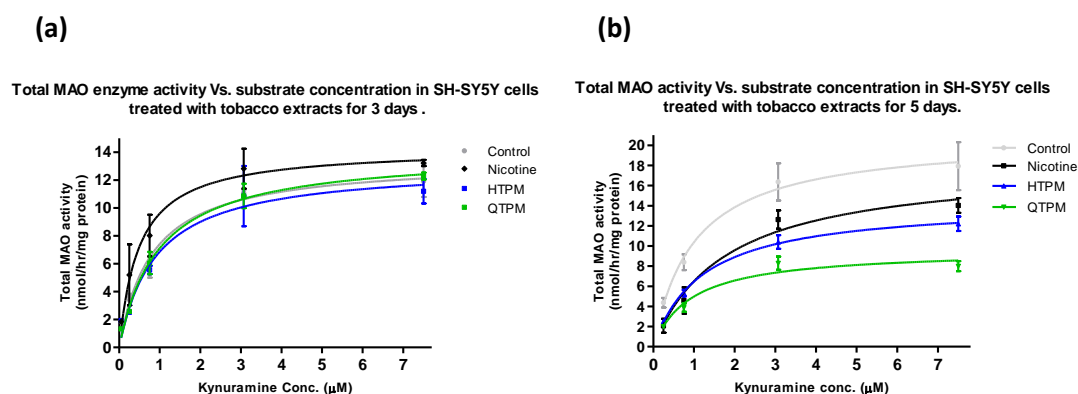 (a)
Total MAO enzyme activity Vs. substrate concentration in SH-SY5Y cells
treated with tobacco extracts for 3 days .
Total MAO activity
(nmol/hr/mg protein)
14
12
10
8
6
4
2
0
0 1 2 3 4 5 6 7
Kynuramine Conc. (μM)
Control
Nicotine
HTPM
QTPM
(b)
Total MAO activity Vs. substrate concentration in SH-SY5Y cells
treated with tobacco extracts for 5 days.
Total MAO activity
(nmol/hr/mg protein)
20
18
16
14
12
10
8
6
4
2
0
0 1 2 3 4 5 6 7
Kynuramine conc. (μM)
Control
Nicotine
HTPM
QTPM